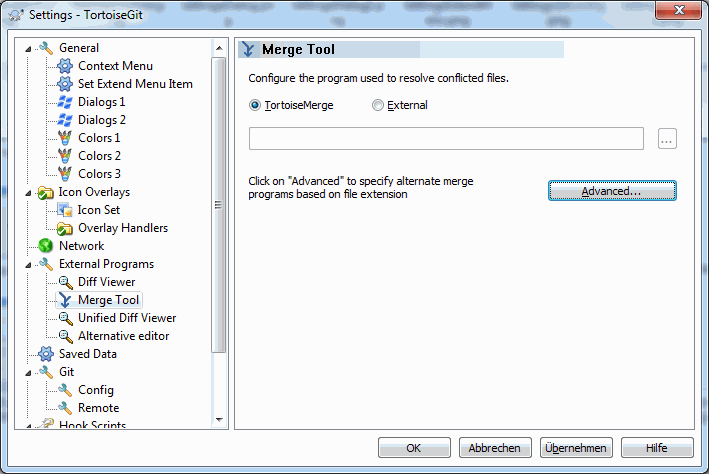 Settings - TortoiseGit
General
Context Menu
Set Extend Menu Item
Dialogs 1
Dialogs 2
Colors 1
Colors 2
Colors 3
Icon Overlays
Icon Set
Overlay Handlers
Network
External Programs
Diff Viewer
Merge Tool
Unified Diff Viewer
Alternative editor
Saved Data
Git
Config
Remote
Hook Scripts
Merge Tool
Configure the program used to resolve conflicted files.
TortoiseMerge
External
...
Click on "Advanced" to specify alternate merge
programs based on file extension
Advanced...
OK
Abbrechen
Übernehmen
Hilfe